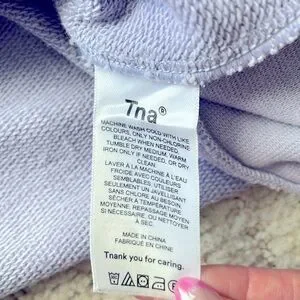 Tna®
MACHINE WASH COLD WITH LIKE
COLOURS, ONLY NON-CHLORINE
BLEACH WHEN NEEDED.
TUMBLE DRY MEDIUM, WARM
IRON ONLY IF NEEDED, OR DRY
CLEAN.
LAVER À LA MACHINE À L'EAU
FROIDE AVEC COULEURS
SEMBLABLES. UTILISER
SEULEMENT UN JAVELLISANT
SANS CHLORE AU BESOIN.
SÉCHER À TEMPÉRATURE
MOYENNE. REPASSAGE MOYEN
SI NÉCESSAIRE, OU NETTOYER
À SEC.
MADE IN CHINA
FABRIQUÉ EN CHINE
Thank you for caring.